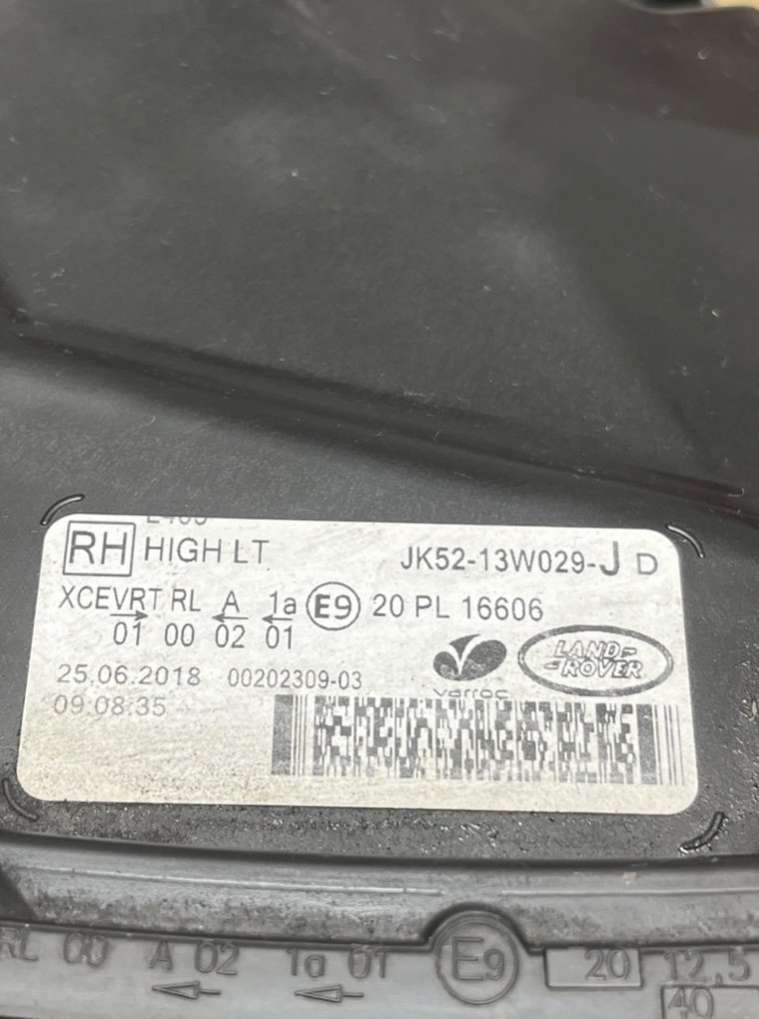 RH HIGH LT JK52-13W029-J D
XCEVRT RL A 1a E9 20 PL 16606
01 00 02 01
LAND-
-ROVER
25.06.2018 00202309-03
varroc
09:08:35
RL 00 A 02 1a 01 E9 20 12,5
40